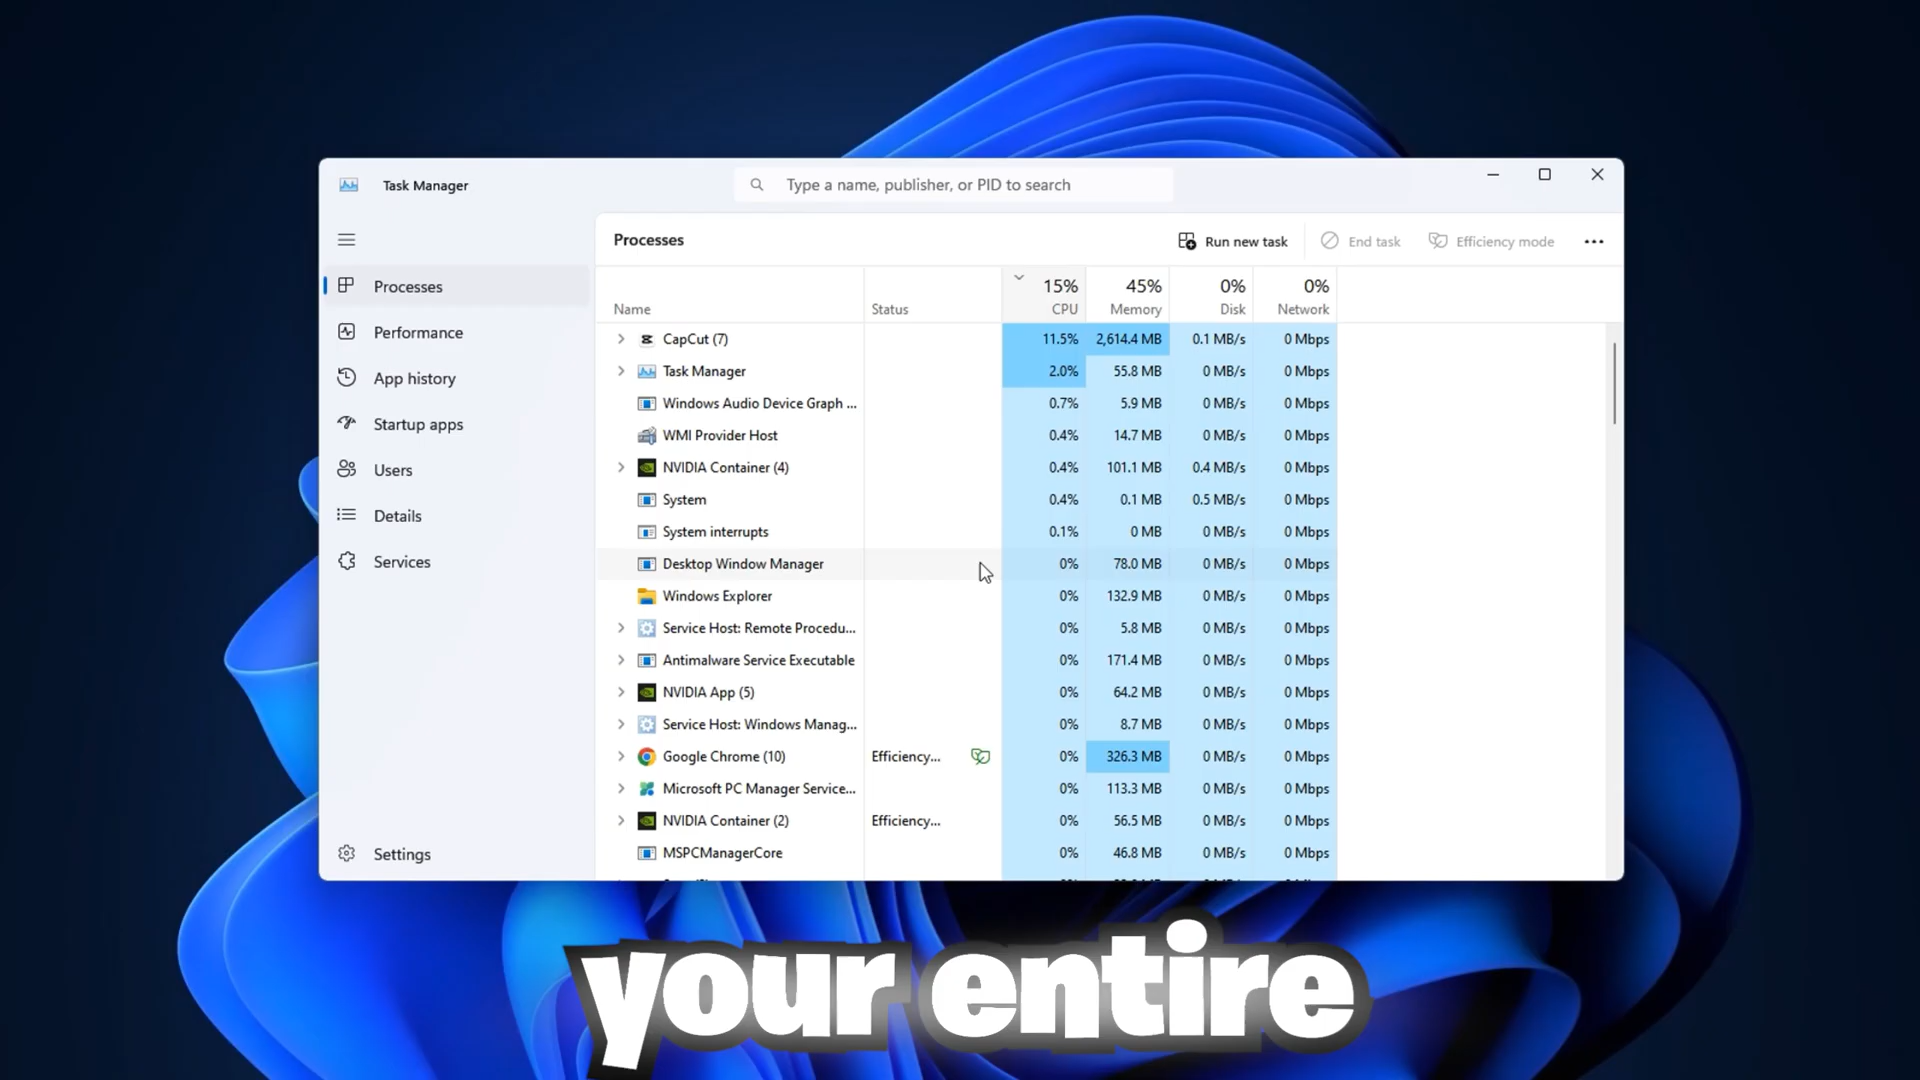 Task Manager
Type a name, publisher, or PID to search
Processes
Run new task
End task
Efficiency mode
Processes
Performance
App history
Startup apps
Users
Details
Services
Settings
15% 45% 0% 0%
Name Status CPU Memory Disk Network
CapCut (7) 11.5% 2,614.4 MB 0.1 MB/s 0 Mbps
Task Manager 2.0% 55.8 MB 0 MB/s 0 Mbps
Windows Audio Device Graph ... 0.7% 5.9 MB 0 MB/s 0 Mbps
WMI Provider Host 0.4% 14.7 MB 0 MB/s 0 Mbps
NVIDIA Container (4) 0.4% 101.1 MB 0.4 MB/s 0 Mbps
System 0.4% 0.1 MB 0.5 MB/s 0 Mbps
System interrupts 0.1% 0 MB 0 MB/s 0 Mbps
Desktop Window Manager 0% 78.0 MB 0 MB/s 0 Mbps
Windows Explorer 0% 132.9 MB 0 MB/s 0 Mbps
Service Host: Remote Procedu... 0% 5.8 MB 0 MB/s 0 Mbps
Antimalware Service Executable 0% 171.4 MB 0 MB/s 0 Mbps
NVIDIA App (5) 0% 64.2 MB 0 MB/s 0 Mbps
Service Host: Windows Manag... 0% 8.7 MB 0 MB/s 0 Mbps
Google Chrome (10) Efficiency... 0% 326.3 MB 0 MB/s 0 Mbps
Microsoft PC Manager Service... 0% 113.3 MB 0 MB/s 0 Mbps
NVIDIA Container (2) Efficiency... 0% 56.5 MB 0 MB/s 0 Mbps
MSPCManagerCore 0% 46.8 MB 0 MB/s 0 Mbps
your entire